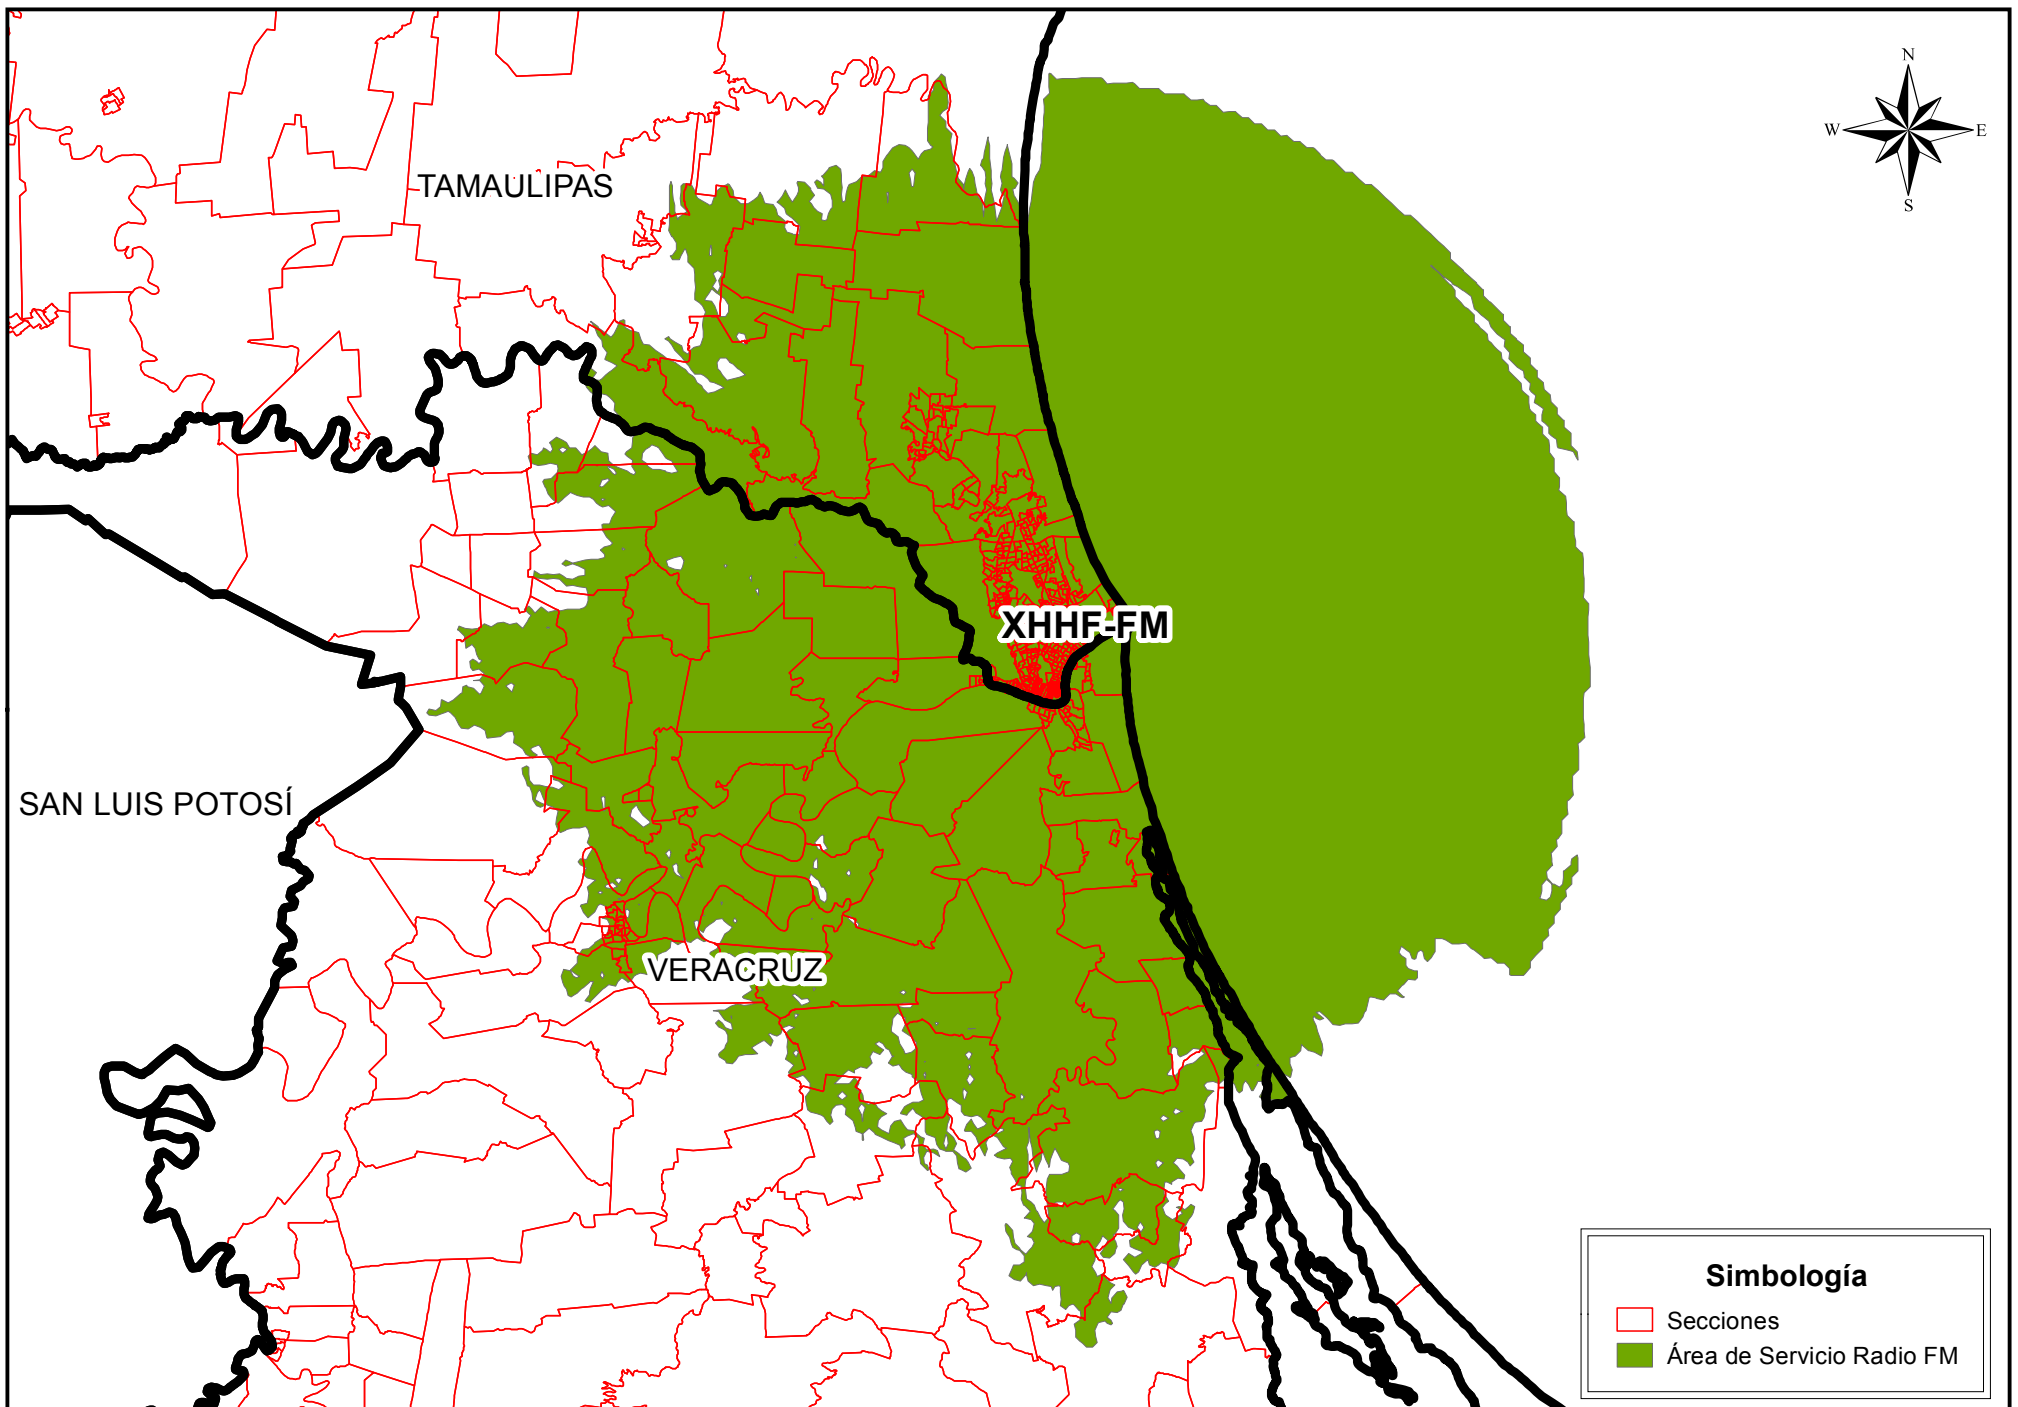 N
W E
S
TAMAULIPAS
XHHF-FM
SAN LUIS POTOSÍ
VERACRUZ
Simbología
Secciones
Área de Servicio Radio FM